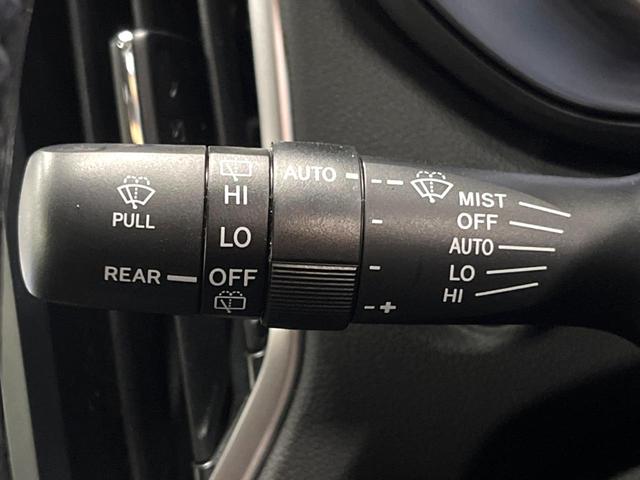 PULL
REAR
HI
LO
OFF
AUTO
- +
MIST
OFF
AUTO
LO
HI